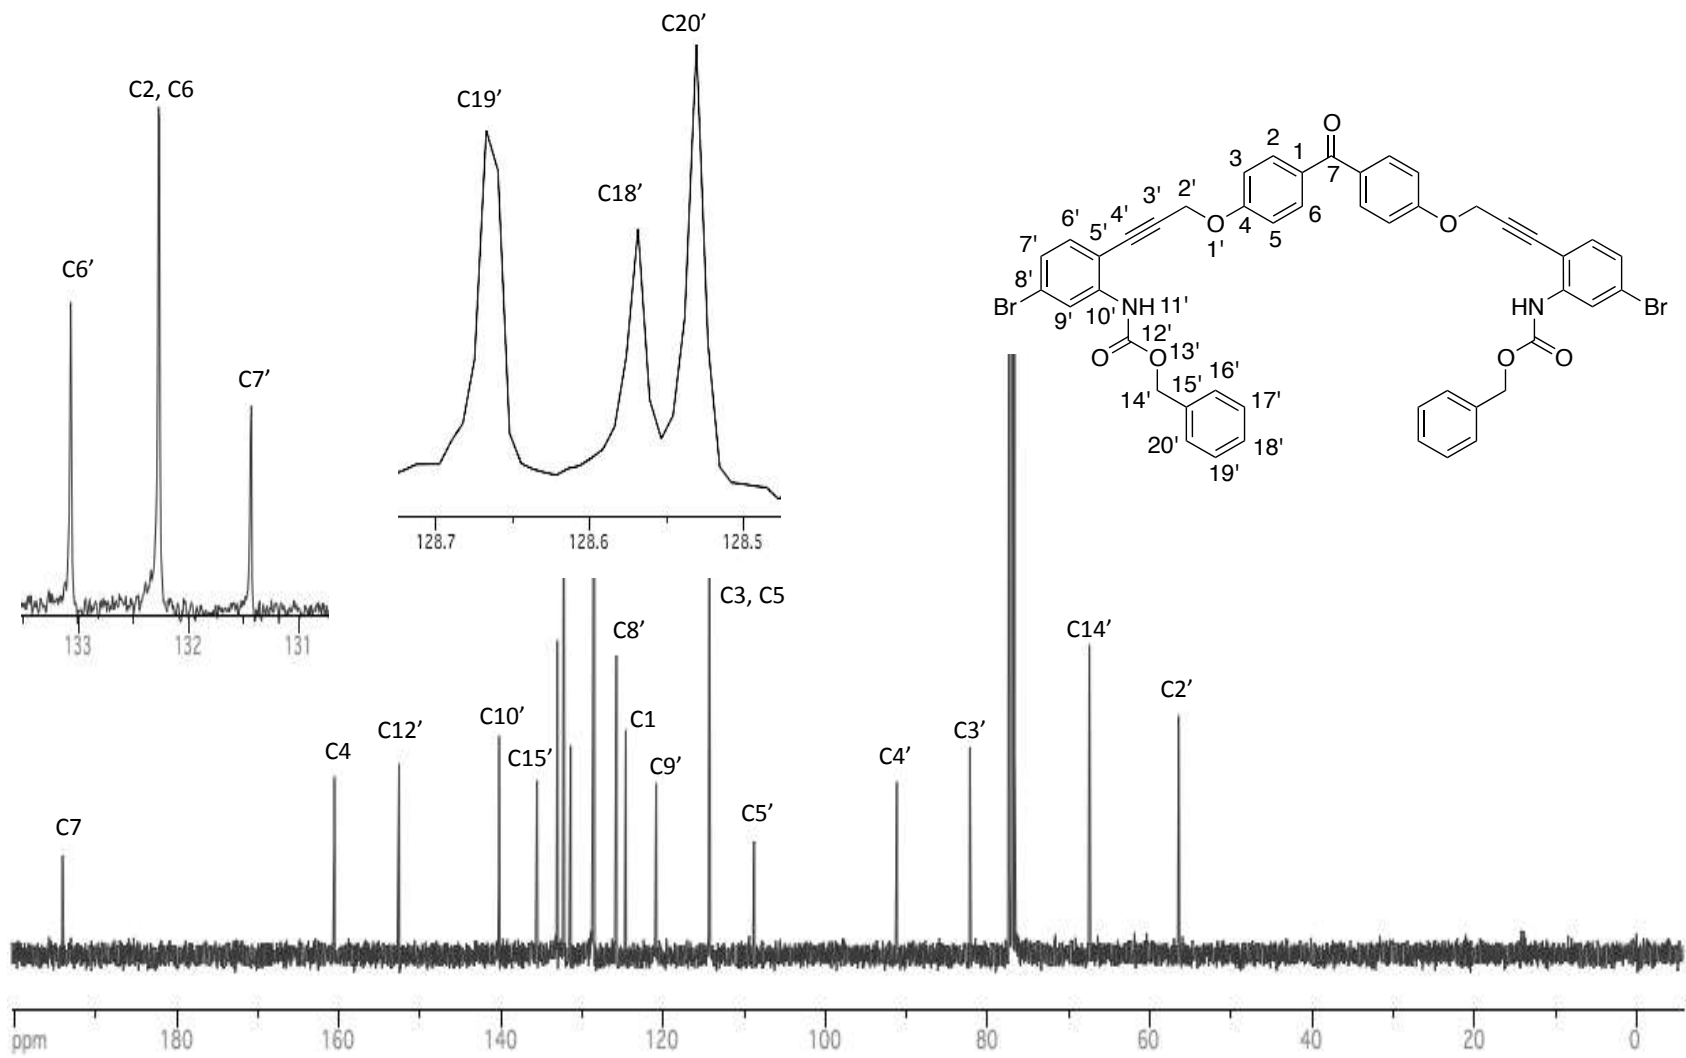 C20’
C2, C6
C19’
C18’
C6’
C7’
133
132
131
128.7
128.6
128.5
O
2
1
3
7
2'
3'
6
4'
4
5
O
1'
O
6'
5'
7'
8'
Br
9'
10'
NH
11'
HN
Br
12'
13'
O
O
O
O
16'
15'
14'
17'
20'
18'
19'
C3, C5
C8’
C14’
C2’
C10’
C1
C12’
C3’
C4
C15’
C9’
C4’
C5’
C7
ppm
180
160
140
120
100
80
60
40
20
0